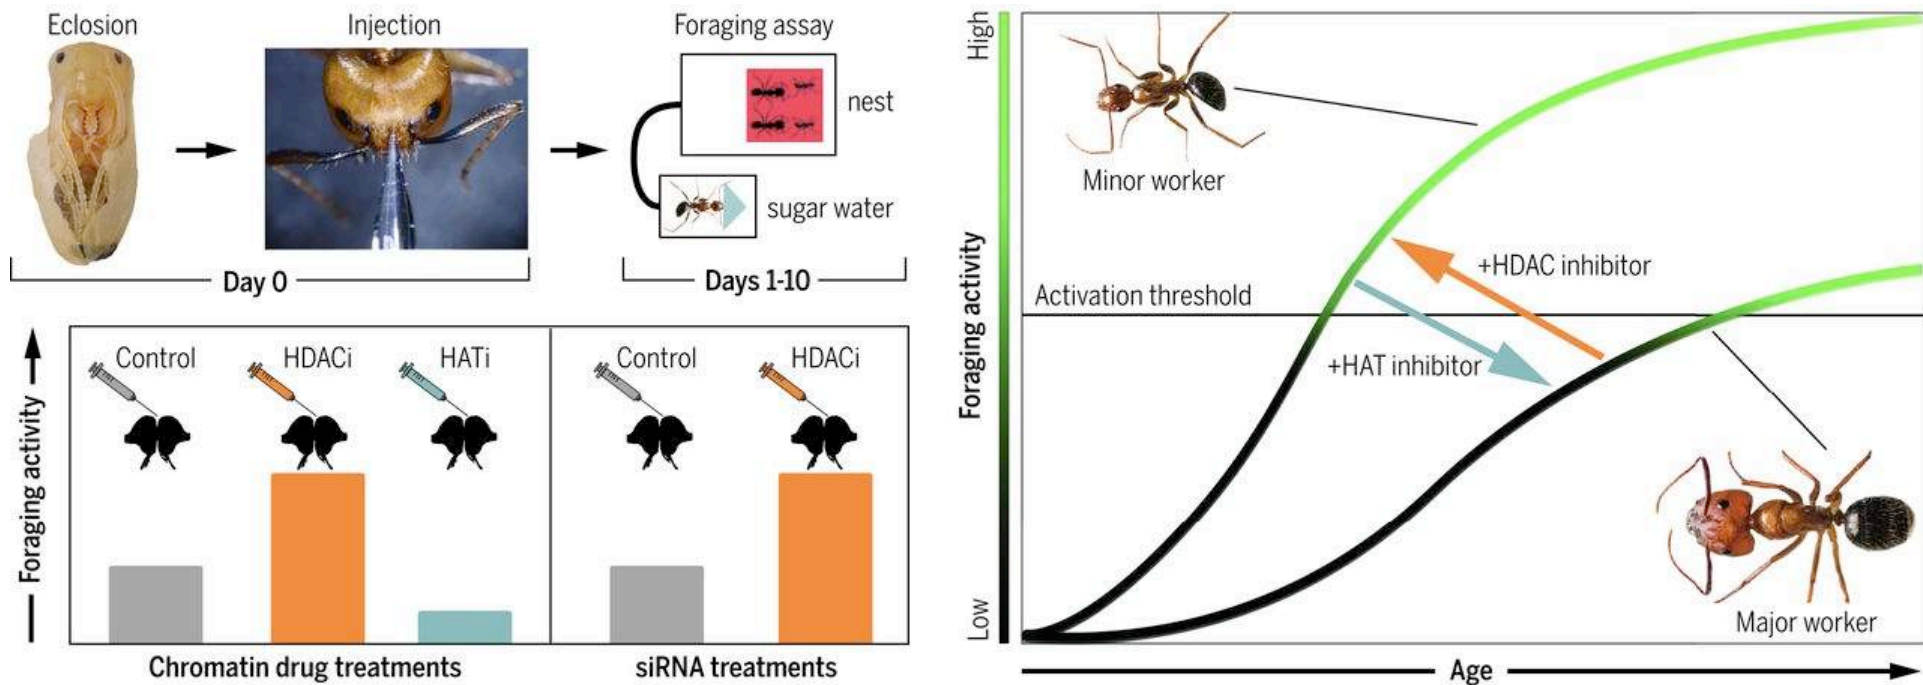 Eclosion
Injection
Foraging assay
nest
sugar water
Day 0
Days 1-10
Foraging activity
Control
HDACi
HATi
Control
HDACi
Chromatin drug treatments
siRNA treatments
High
Foraging activity
Low
Minor worker
Activation threshold
+HDAC inhibitor
+HAT inhibitor
Major worker
Age